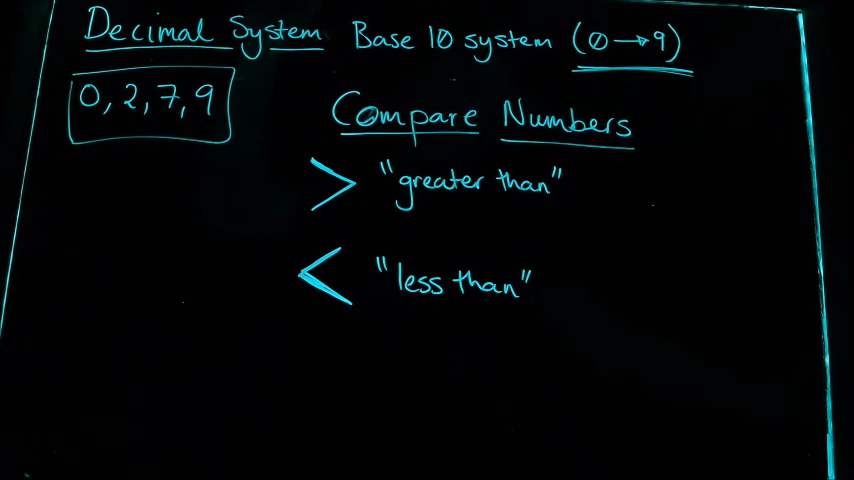 Decimal System Base 10 system (0→9)
0, 2, 7, 9
Compare Numbers
> "greater than"
< "less than"